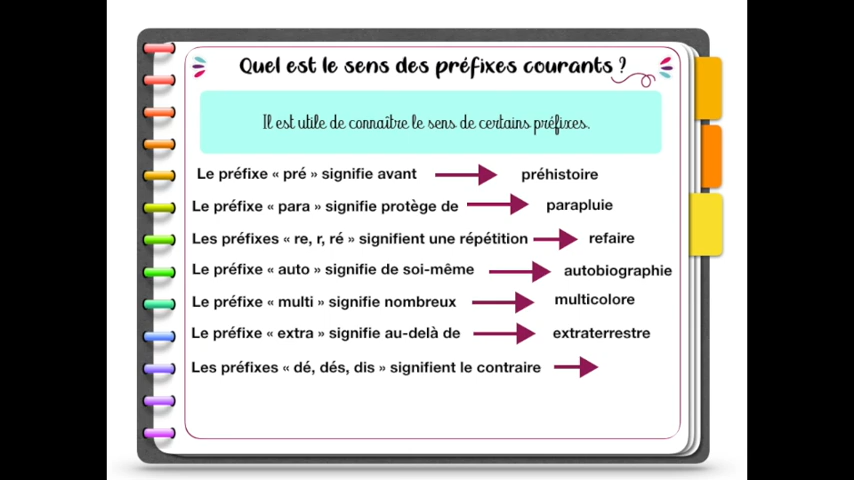 Quel est le sens des préfixes courants ?
Il est utile de connaître le sens de certains préfixes.
Le préfixe « pré » signifie avant préhistoire
Le préfixe « para » signifie protège de parapluie
Les préfixes « re, r, ré » signifient une répétition refaire
Le préfixe « auto » signifie de soi-même autobiographie
Le préfixe « multi » signifie nombreux multicolore
Le préfixe « extra » signifie au-delà de extraterrestre
Les préfixes « dé, dés, dis » signifient le contraire